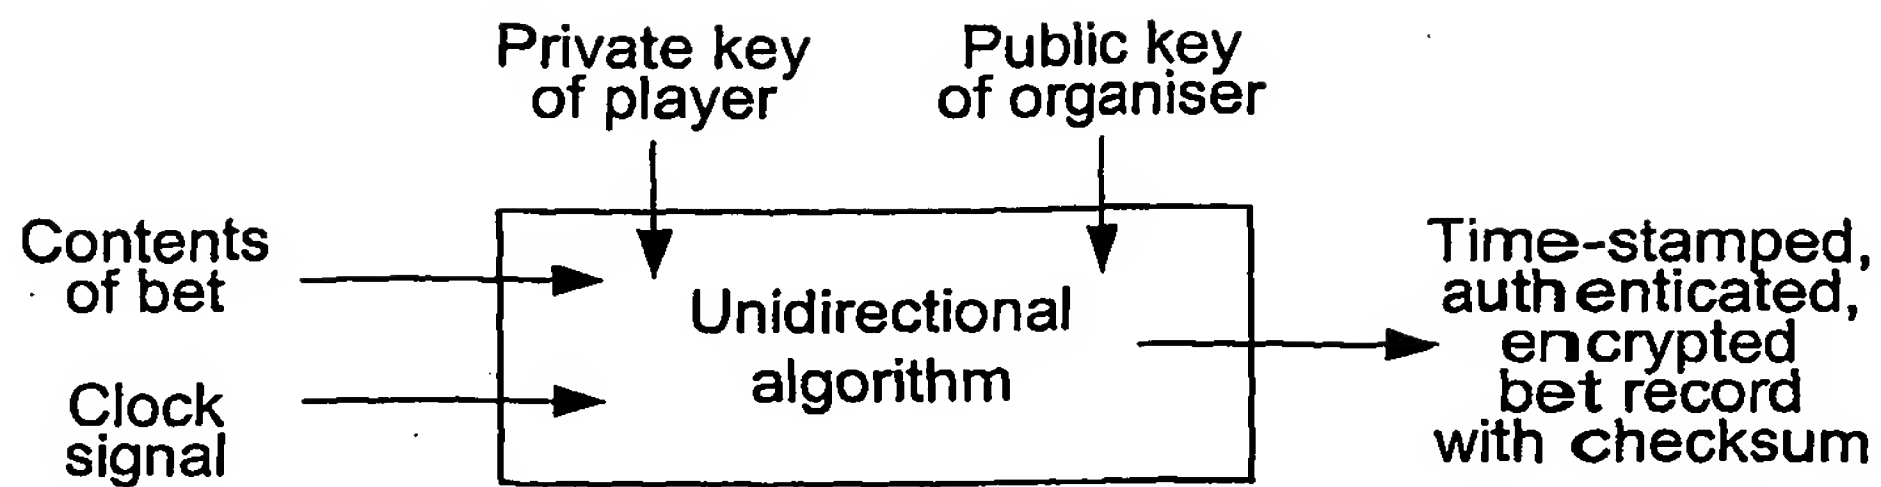 Private key
of player
Public key
of organiser
Contents
of bet
Clock
signal
Unidirectional
algorithm
Time-stamped,
authenticated,
encrypted
bet record
with checksum